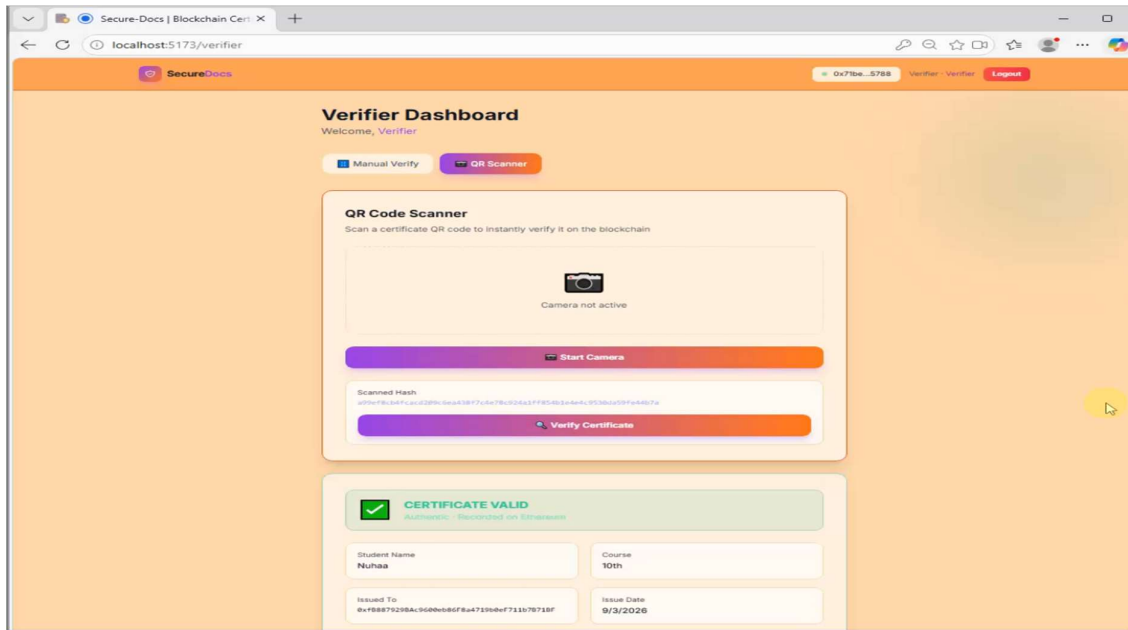 Secure-Docs | Blockchain Cert
localhost:5173/verifier
SecureDocs
0x71be...5788 Verifier · Verifier Logout
Verifier Dashboard
Welcome, Verifier
Manual Verify QR Scanner
QR Code Scanner
Scan a certificate QR code to instantly verify it on the blockchain
Camera not active
Start Camera
Scanned Hash
Verify Certificate
CERTIFICATE VALID
Authentic · Recorded on Ethereum
Student Name Course
Nuhaa 10th
Issued To Issue Date
9/3/2026